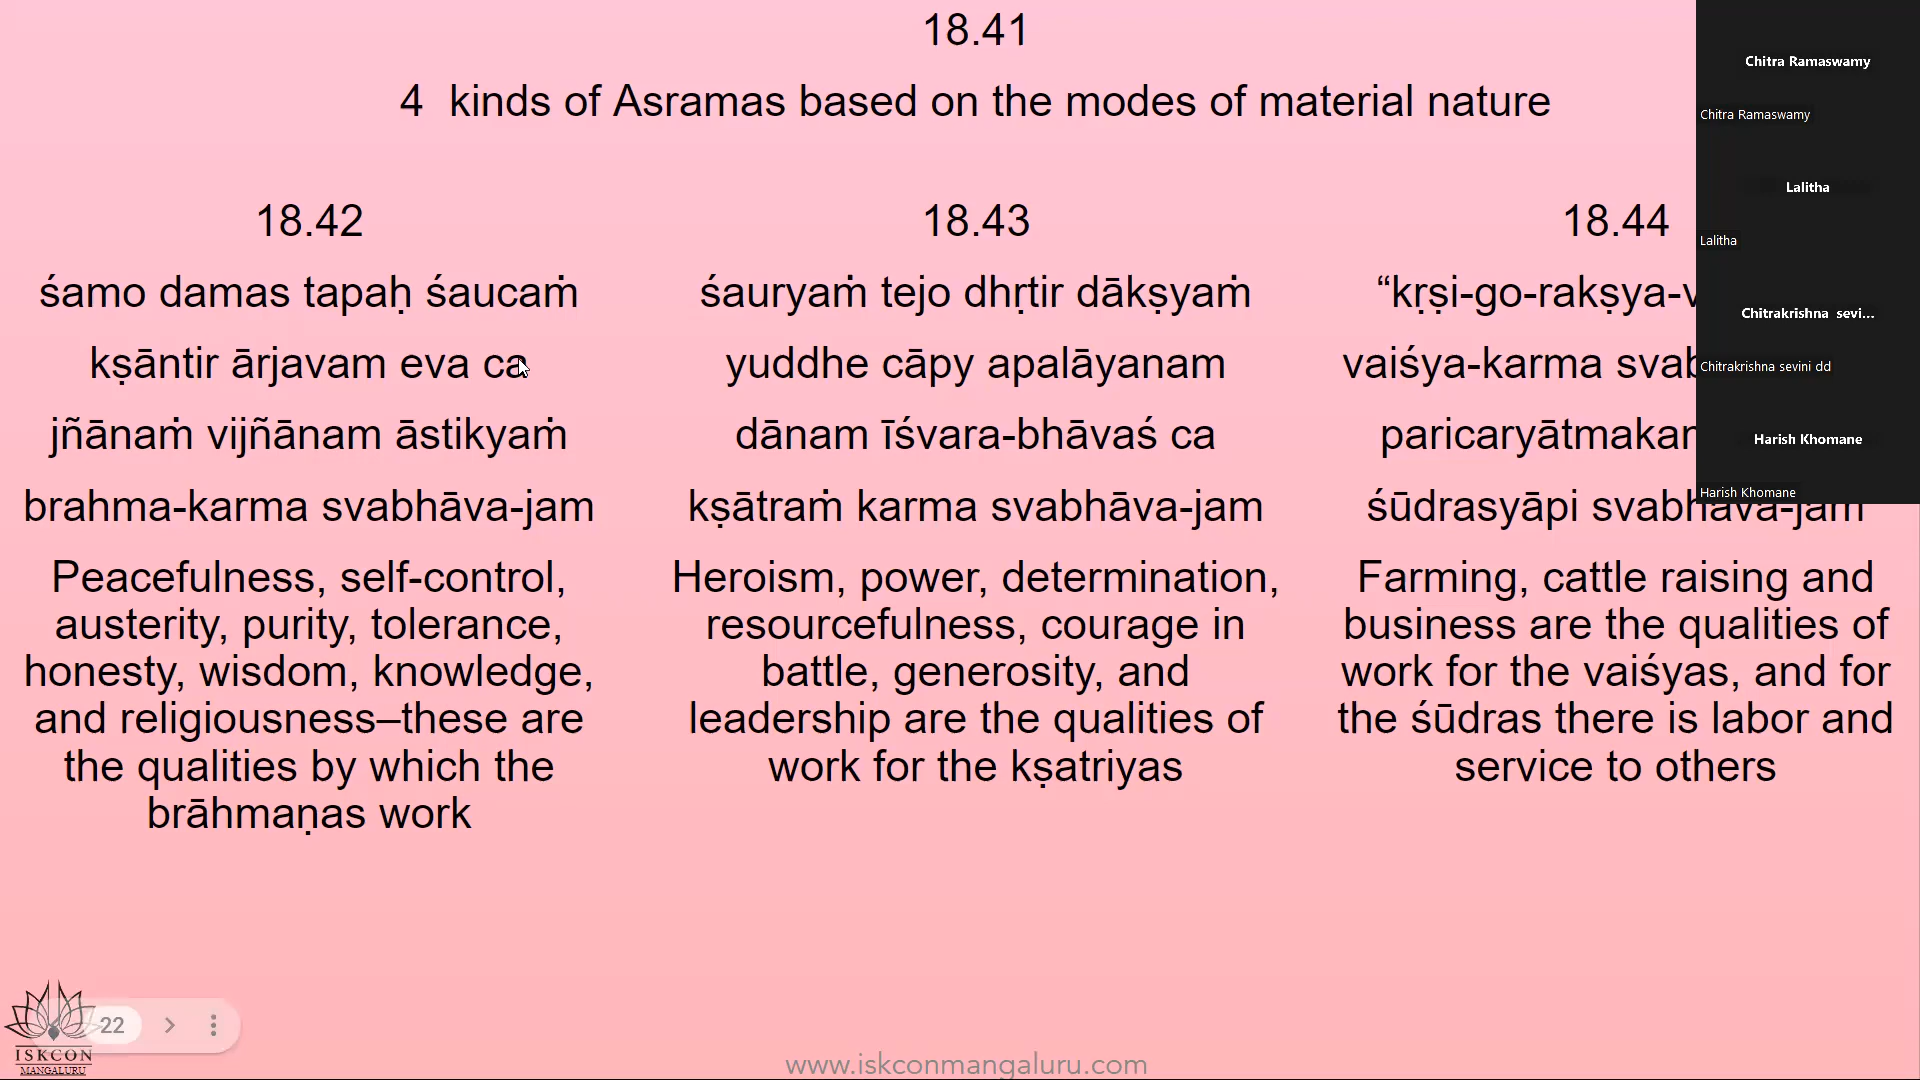 18.41
4 kinds of Asramas based on the modes of material nature
18.42
śamo damas tapaḥ śaucaṁ
kṣāntir ārjavam eva ca
jñānaṁ vijñānam āstikyaṁ
brahma-karma svabhāva-jam
Peacefulness, self-control,
austerity, purity, tolerance,
honesty, wisdom, knowledge,
and religiousness–these are
the qualities by which the
brāhmaṇas work
18.43
śauryaṁ tejo dhṛtir dākṣyaṁ
yuddhe cāpy apalāyanam
dānam īśvara-bhāvaś ca
kṣātraṁ karma svabhāva-jam
Heroism, power, determination,
resourcefulness, courage in
battle, generosity, and
leadership are the qualities of
work for the kṣatriyas
18.44
“kṛṣi-go-rakṣya-
vaiśya-karma
śūdrasyāpi svabhāva-jam
Farming, cattle raising and
business are the qualities of
work for the vaiśyas, and for
the śūdras there is labor and
service to others
Chitra Ramaswamy
Chitra Ramaswamy
Lalitha
Lalitha
Chitrakrishna sevi...
Chitrakrishna sevini dd
Harish Khomane
Harish Khomane
22
ISKCON
MANGALURU
www.iskconmangaluru.com